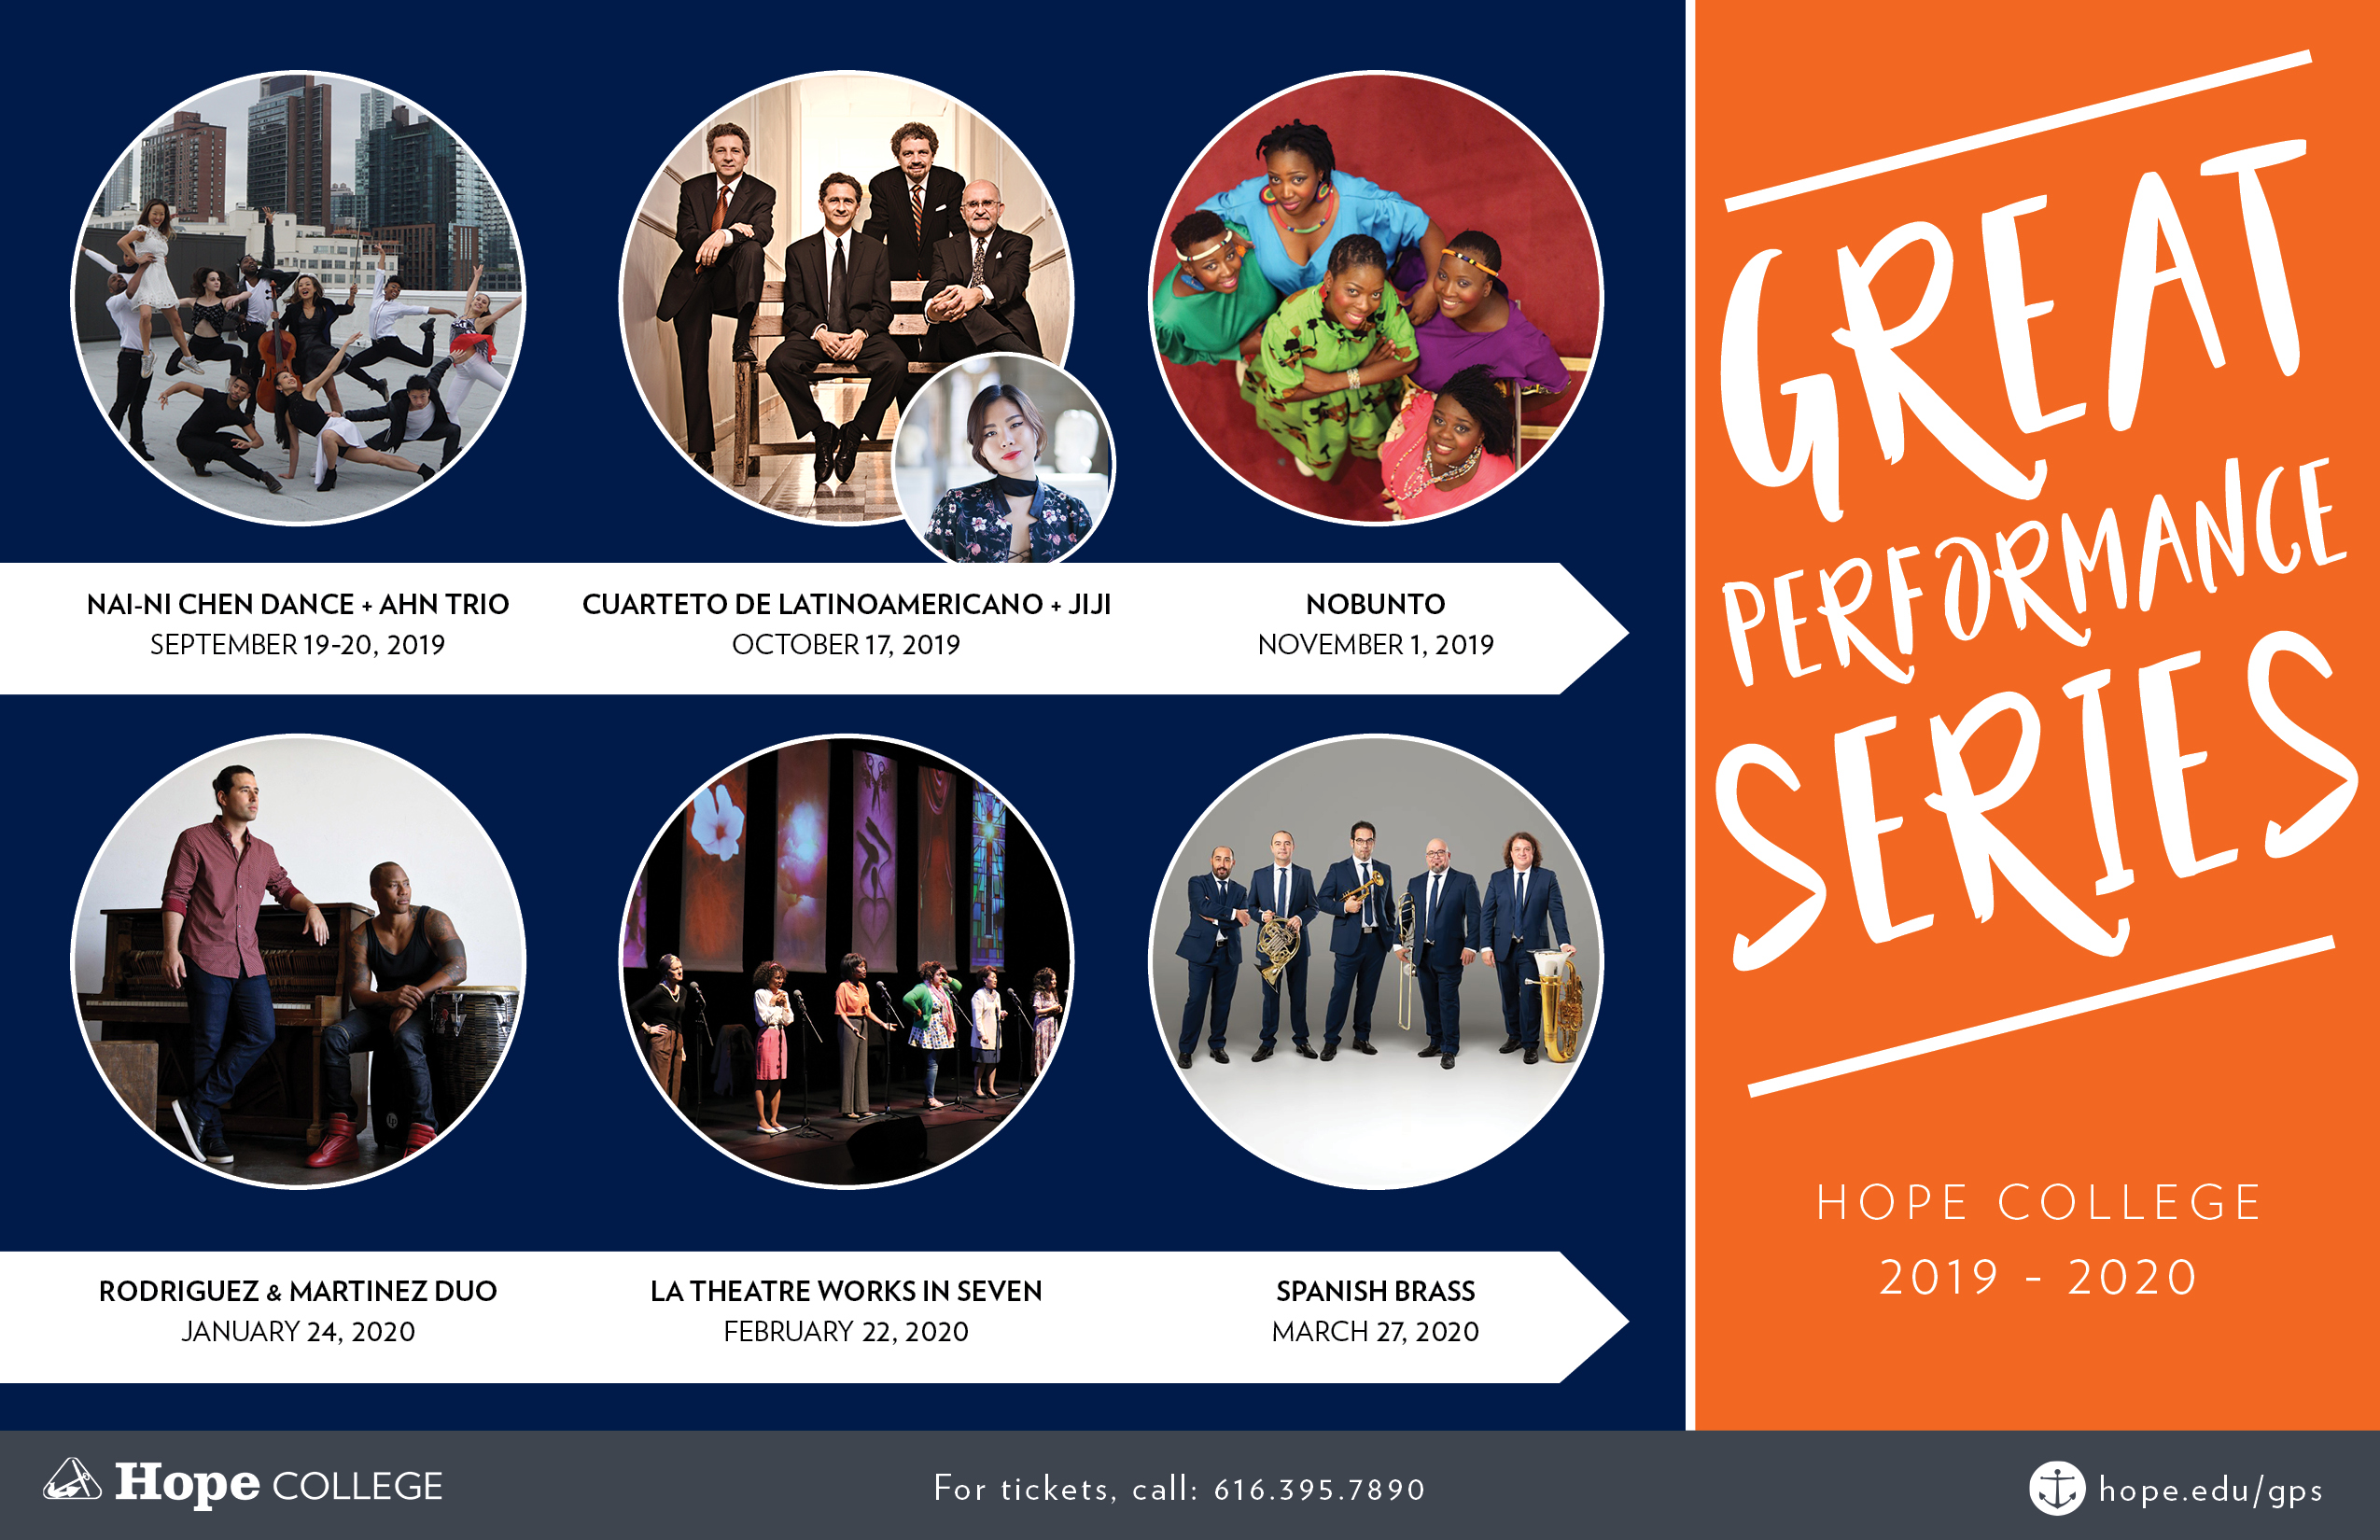 NAI-NI CHEN DANCE + AHN TRIO
SEPTEMBER 19-20, 2019
CUARTETO DE LATINOAMERICANO + JIJI
OCTOBER 17, 2019
NOBUNTO
NOVEMBER 1, 2019
RODRIGUEZ & MARTINEZ DUO
JANUARY 24, 2020
LA THEATRE WORKS IN SEVEN
FEBRUARY 22, 2020
SPANISH BRASS
MARCH 27, 2020
GREAT
PERFORMANCE
SERIES
HOPE COLLEGE
2019 - 2020
Hope COLLEGE
For tickets, call: 616.395.7890
hope.edu/gps